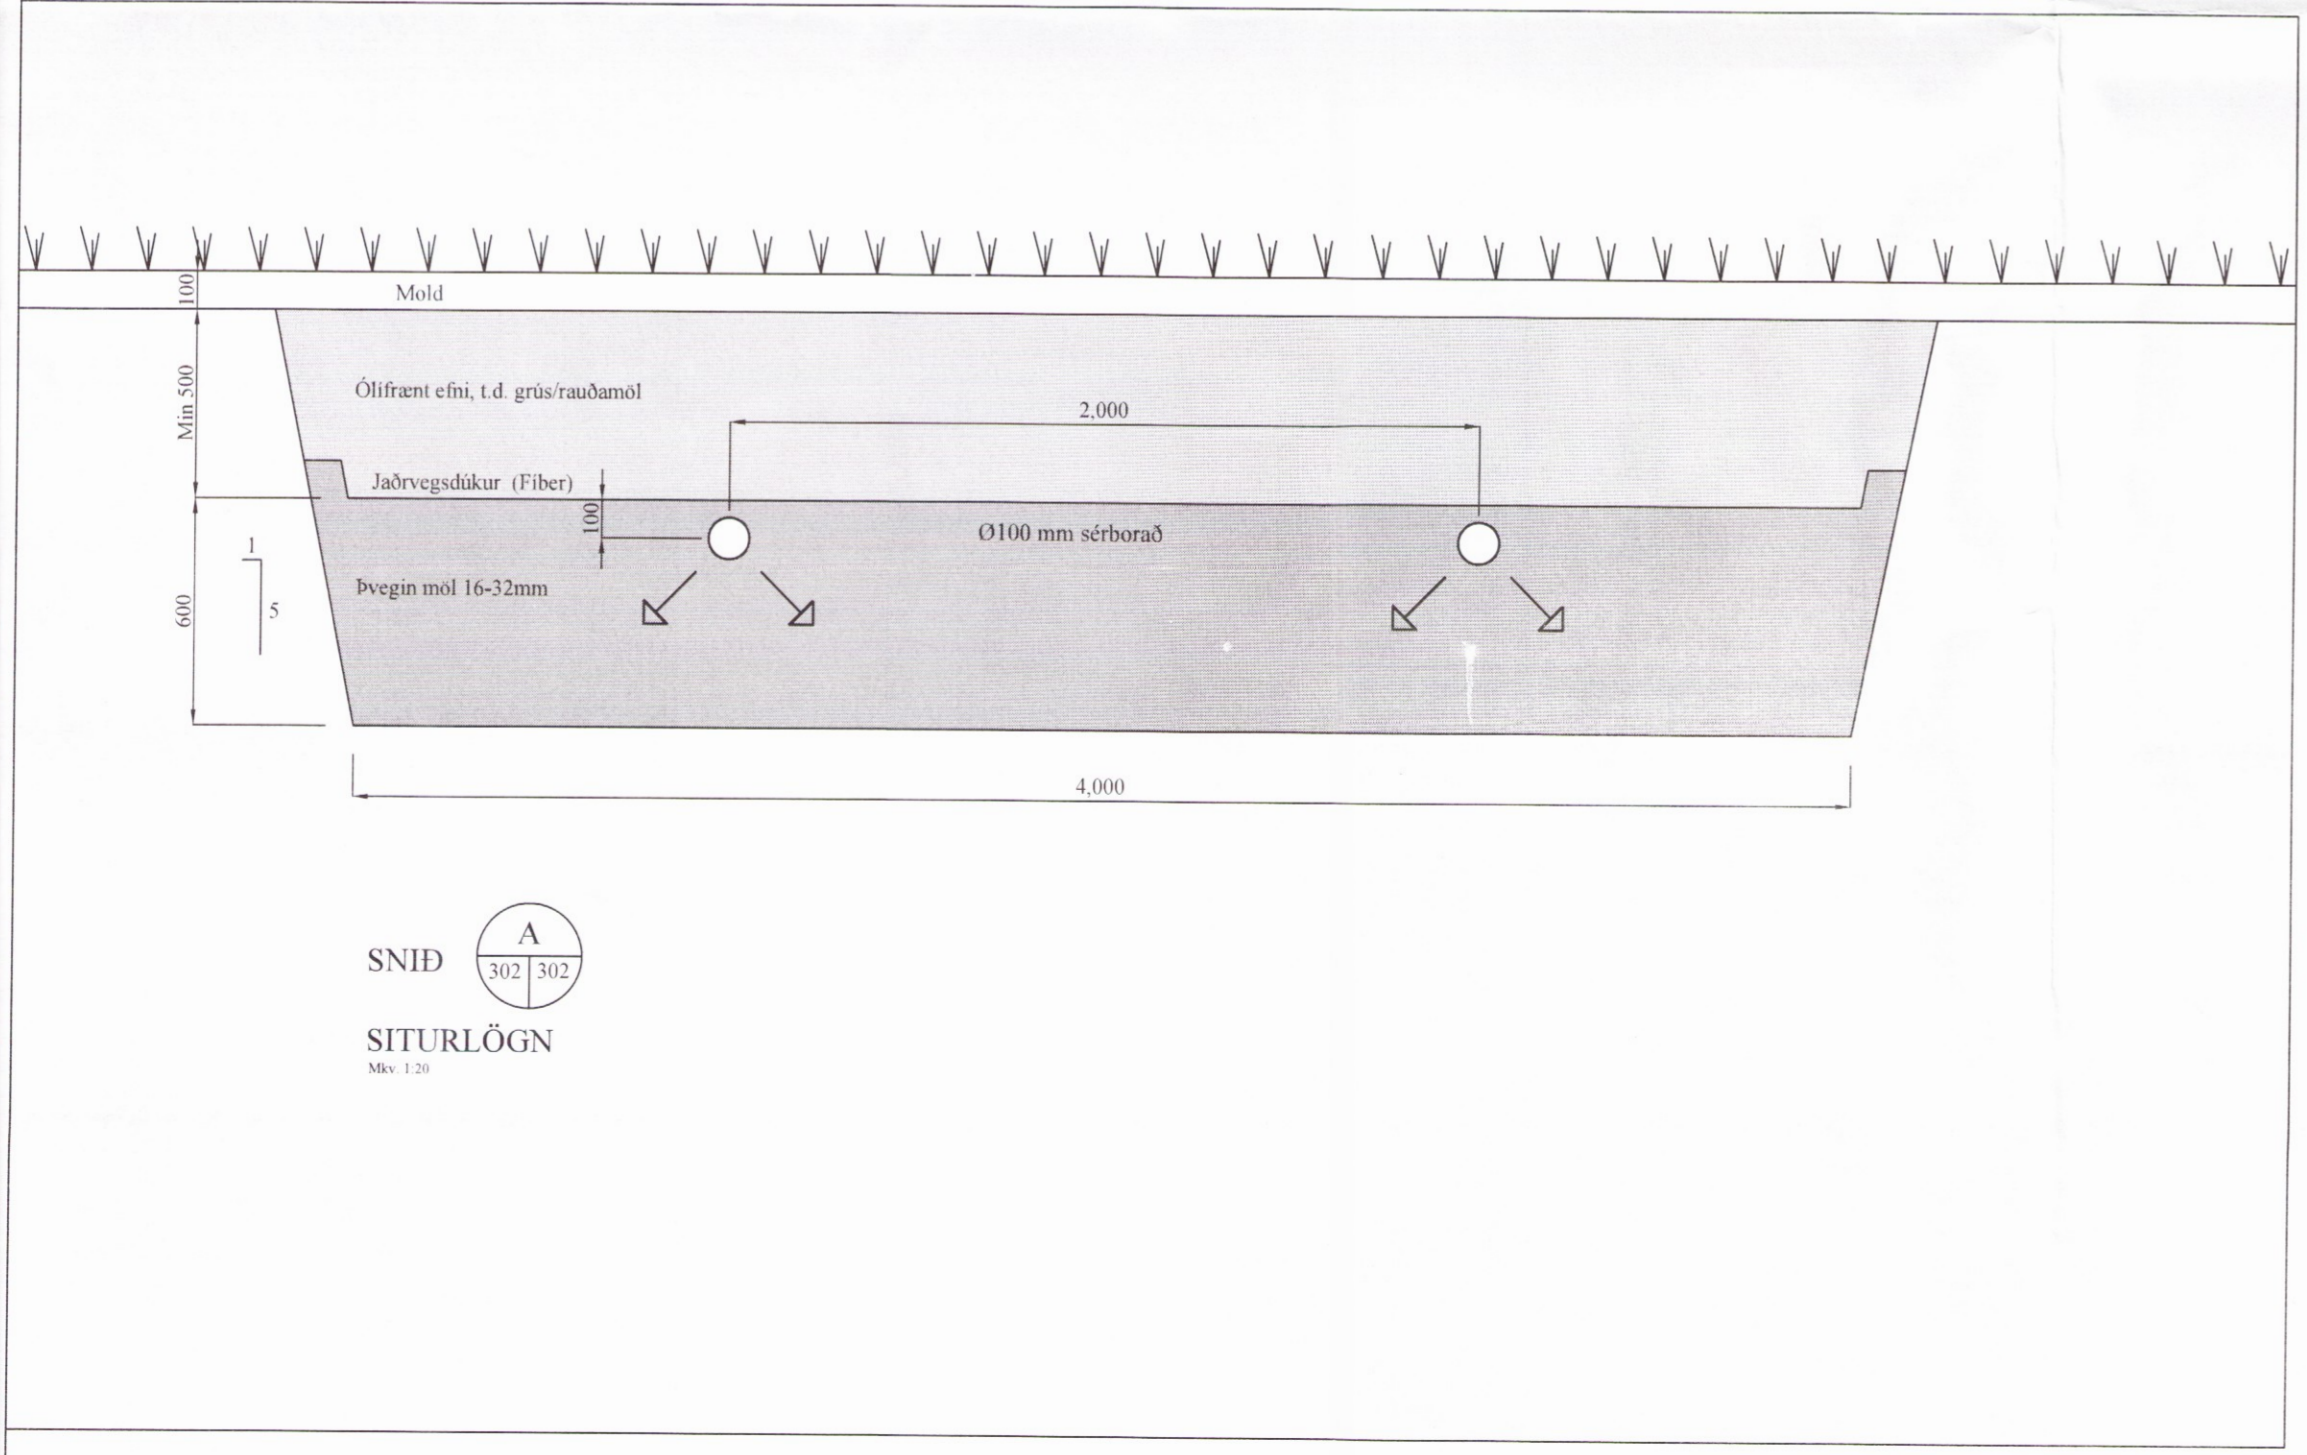 100
Mold
Min 500
Ólífrænt efni, t.d. grús/rauðamöl
2,000
Jaðrvegsdúkur (Fiber)
100
Ø100 mm sérborað
1
5
Þvegin möl 16-32mm
600
4,000
SNIÐ
A
302 302
SITURLÖGN
Mkv. 1:20